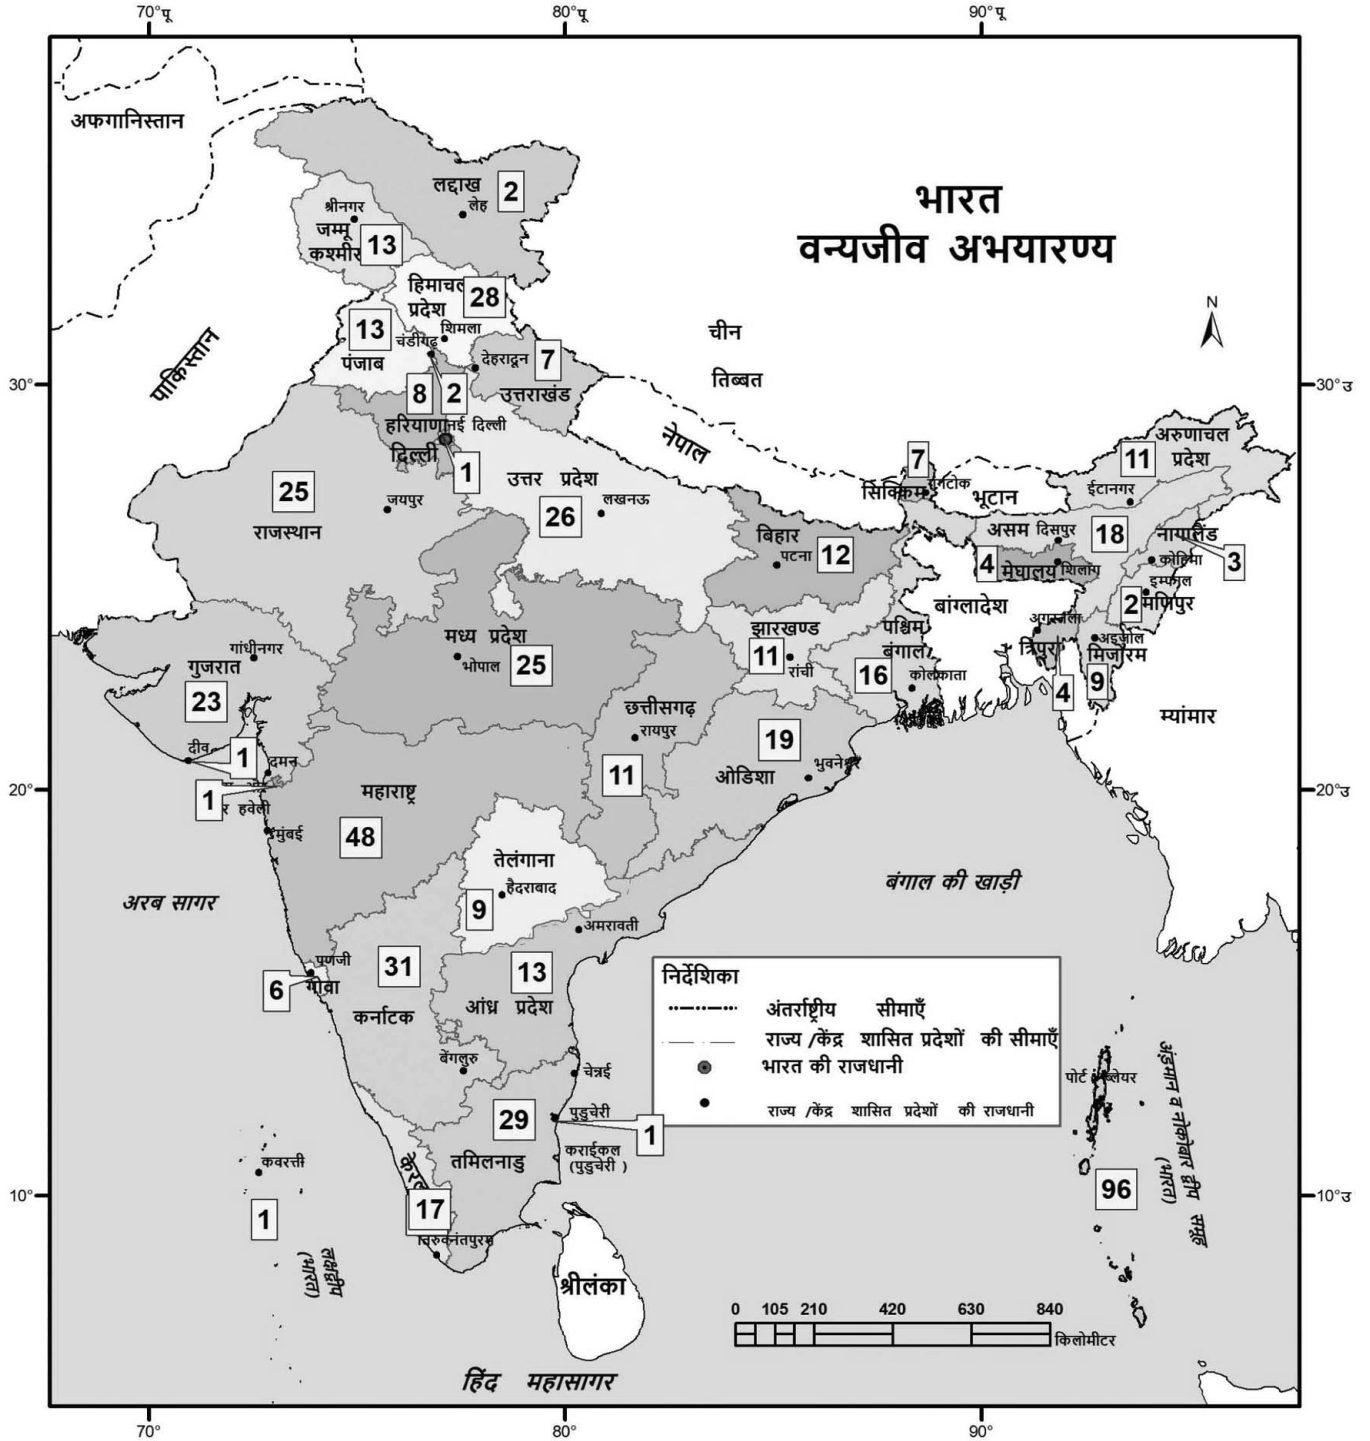 70°पू 80°पू 90°पू
अफगानिस्तान
लद्दाख 2
लेह
श्रीनगर
जम्मू
कश्मीर 13
भारत
वन्यजीव अभयारण्य
हिमाचल 28
प्रदेश
शिमला
13
पंजाब
चंडीगढ़
देहरादून 7
उत्तराखंड
N
चीन
तिब्बत
पाकिस्तान
30° 30°उ
8 2
हरियाणा नई दिल्ली
दिल्ली
1
नेपाल
उत्तर प्रदेश
26 लखनऊ
25
राजस्थान
जयपुर
7
सिक्किम
भूटान
अरुणाचल
प्रदेश
11
ईटानगर
असम दिसपुर 18
नागालैंड
3
कोहिमा
4
मेघालय शिलांग
इम्फाल
2 मणिपुर
बिहार
पटना 12
बांग्लादेश
अगरतला
त्रिपुरा
4
अइज़ोल
मिजोरम
9
म्यांमार
झारखण्ड
11 रांची
पश्चिम
बंगाल
16
कोलकाता
मध्य प्रदेश
भोपाल 25
गांधीनगर
गुजरात
23
दीव
1
दमन
1
र हवेली
छत्तीसगढ़
रायपुर
11
19
ओडिशा
भुवनेश्वर
20° 20°उ
महाराष्ट्र
48
मुंबई
तेलंगाना
हैदराबाद
9
अमरावती
अरब सागर
बंगाल की खाड़ी
पणजी
6 गोवा
31
कर्नाटक
13
आंध्र प्रदेश
बेंगलुरु
चेन्नई
निर्देशिका
अंतर्राष्ट्रीय सीमाएँ
राज्य /केंद्र शासित प्रदेशों की सीमाएँ
भारत की राजधानी
राज्य /केंद्र शासित प्रदेशों की राजधानी
29
तमिलनाडु
पुडुचेरी
1
कराईकल
(पुडुचेरी )
केरल
17
तिरुवनंतपुरम
कवरत्ती
1
लक्षद्वीप
(भारत)
पोर्ट ब्लेयर
अंडमान व नीकोबार द्वीप समूह
(भारत)
96
10° 10°उ
श्रीलंका
0 105 210 420 630 840
किलोमीटर
हिंद महासागर
70° 80° 90°